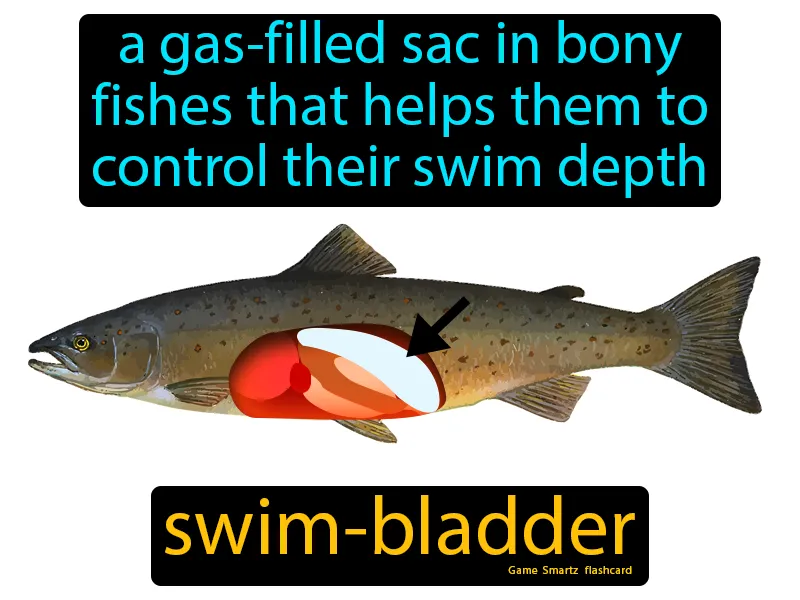 a gas-filled sac in bony
fishes that helps them to
control their swim depth
swim-bladder
Game Smartz flashcard